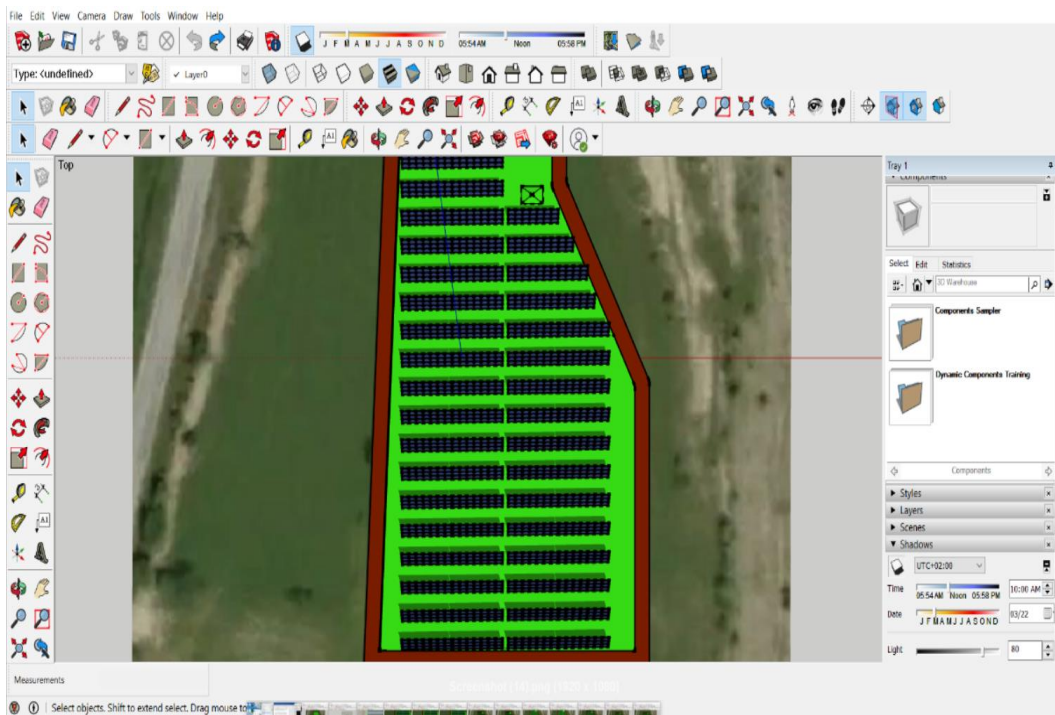 File Edit View Camera Draw Tools Window Help
J F M A M J J A S O N D 05:54 AM Noon 05:58 PM
Type: <undefined> Layer0
Top
Tray 1
Components
Select Edit Statistics
3D Warehouse
Components Sampler
Dynamic Components Training
Components
Styles
Layers
Scenes
Shadows
UTC+02:00
Time 05:54 AM Noon 05:58 PM 10:00 AM
Date J F M A M J J A S O N D 03/22
Light 80
Measurements
Select objects. Shift to extend select. Drag mouse to